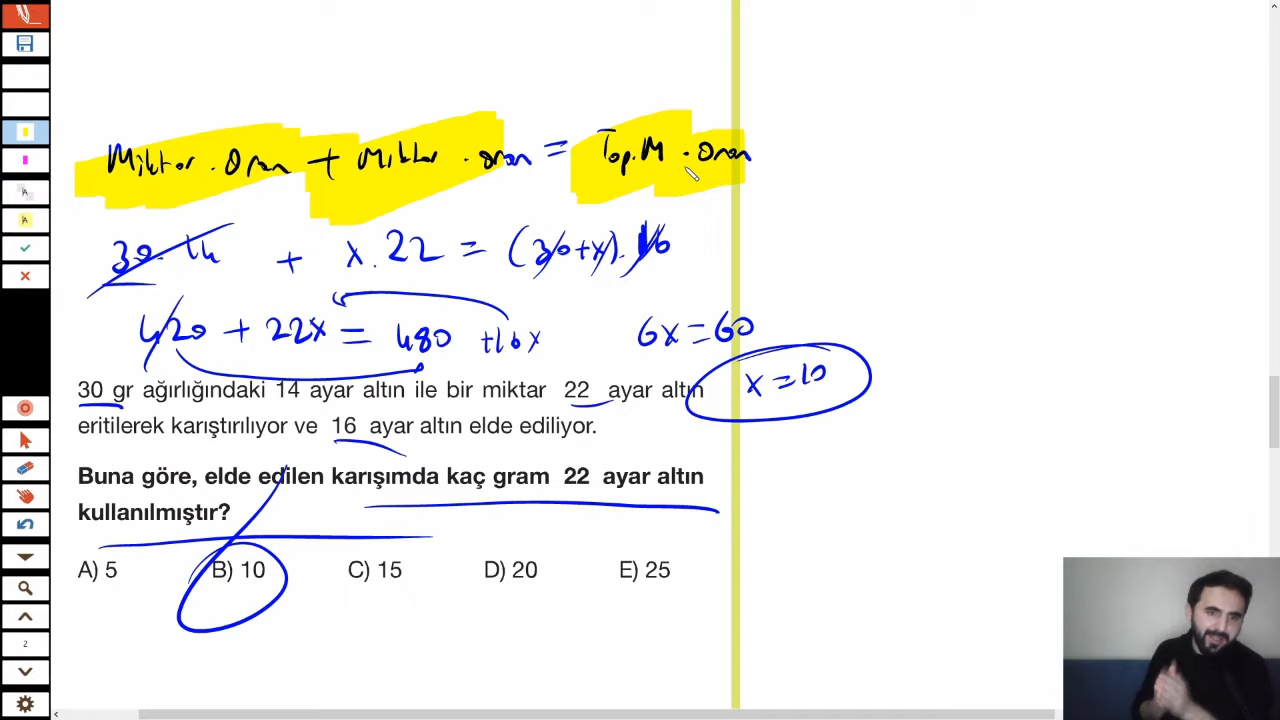 Miktar . Oran + Miktar . oran = Top.M . Oran
30. 14 + x. 22 = (30+x). 16
420 + 22x = 480 +16x 6x = 60
x = 10
30 gr ağırlığındaki 14 ayar altın ile bir miktar 22 ayar altın
eritilerek karıştırılıyor ve 16 ayar altın elde ediliyor.
Buna göre, elde edilen karışımda kaç gram 22 ayar altın
kullanılmıştır?
A) 5 B) 10 C) 15 D) 20 E) 25
2